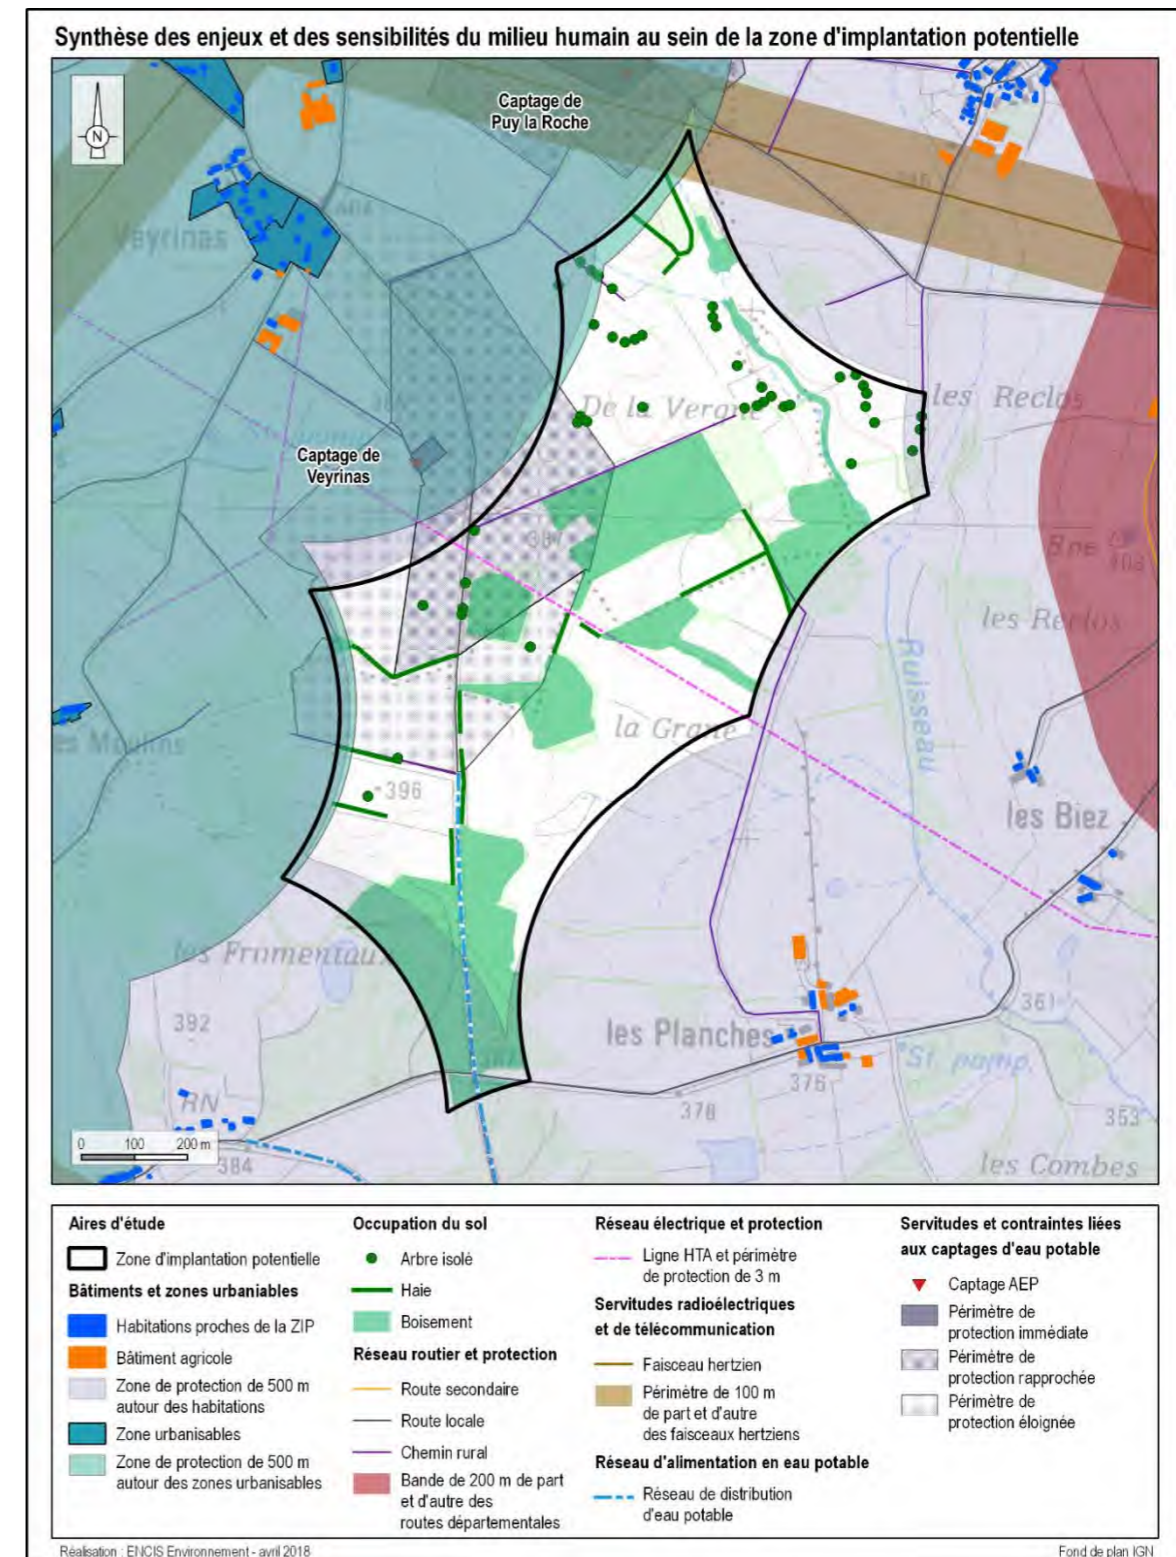 Synthèse des enjeux et des sensibilités du milieu humain au sein de la zone d'implantation potentielle
N
Captage de
Puy la Roche
Veyrinas
Captage de
Veyrinas
De la Vergne
les Reclos
les Reclos
387
la Grane
Ruisseau
396
les Moulins
les Biez
les Fromentaux
392
les Planches
361
St. pomp.
376
378
353
RN
384
les Combes
0 100 200 m
Aires d'étude
Zone d'implantation potentielle
Bâtiments et zones urbaniables
Habitations proches de la ZIP
Bâtiment agricole
Zone de protection de 500 m
autour des habitations
Zone urbanisables
Zone de protection de 500 m
autour des zones urbanisables
Occupation du sol
Arbre isolé
Haie
Boisement
Réseau routier et protection
Route secondaire
Route locale
Chemin rural
Bande de 200 m de part
et d'autre des
routes départementales
Réseau électrique et protection
Ligne HTA et périmètre
de protection de 3 m
Servitudes radioélectriques
et de télécommunication
Faisceau hertzien
Périmètre de 100 m
de part et d'autre
des faisceaux hertziens
Réseau d'alimentation en eau potable
Réseau de distribution
d'eau potable
Servitudes et contraintes liées
aux captages d'eau potable
Captage AEP
Périmètre de
protection immédiate
Périmètre de
protection rapprochée
Périmètre de
protection éloignée
Réalisation : ENCIS Environnement - avril 2018
Fond de plan IGN